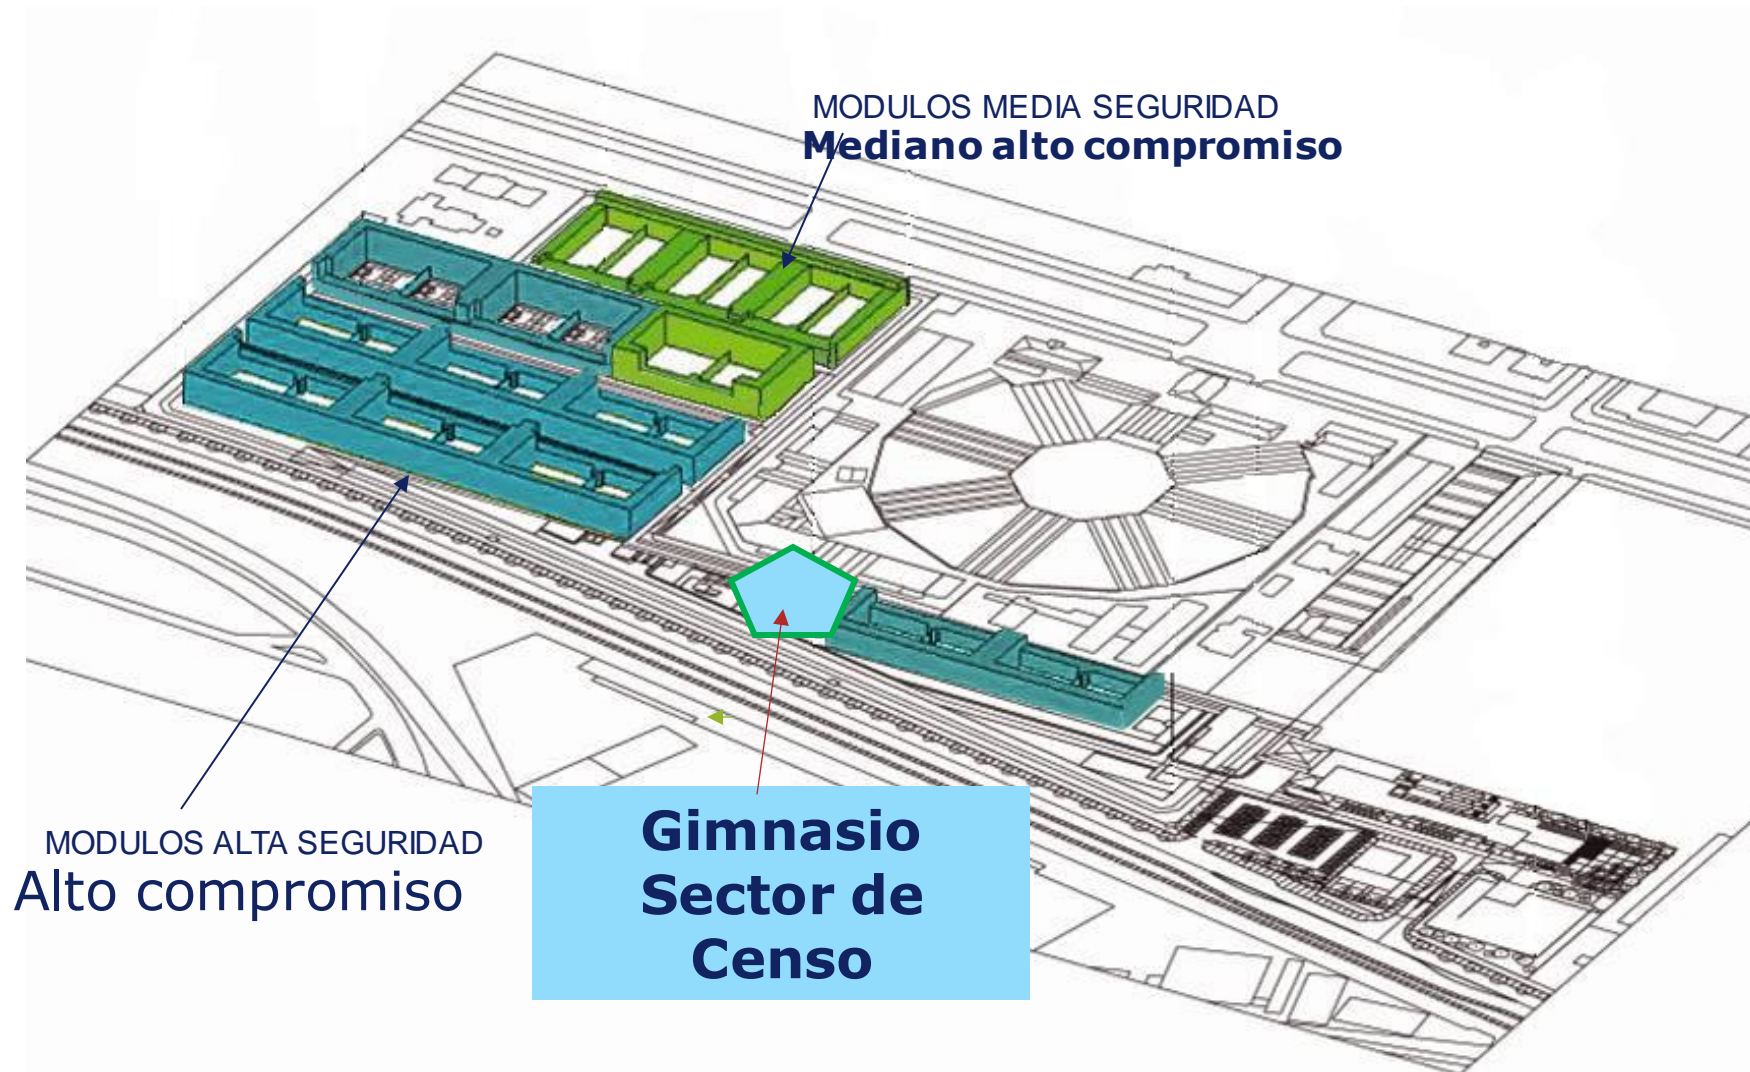 MODULOS MEDIA SEGURIDAD
Mediano alto compromiso
MODULOS ALTA SEGURIDAD
Alto compromiso
Gimnasio
Sector de
Censo